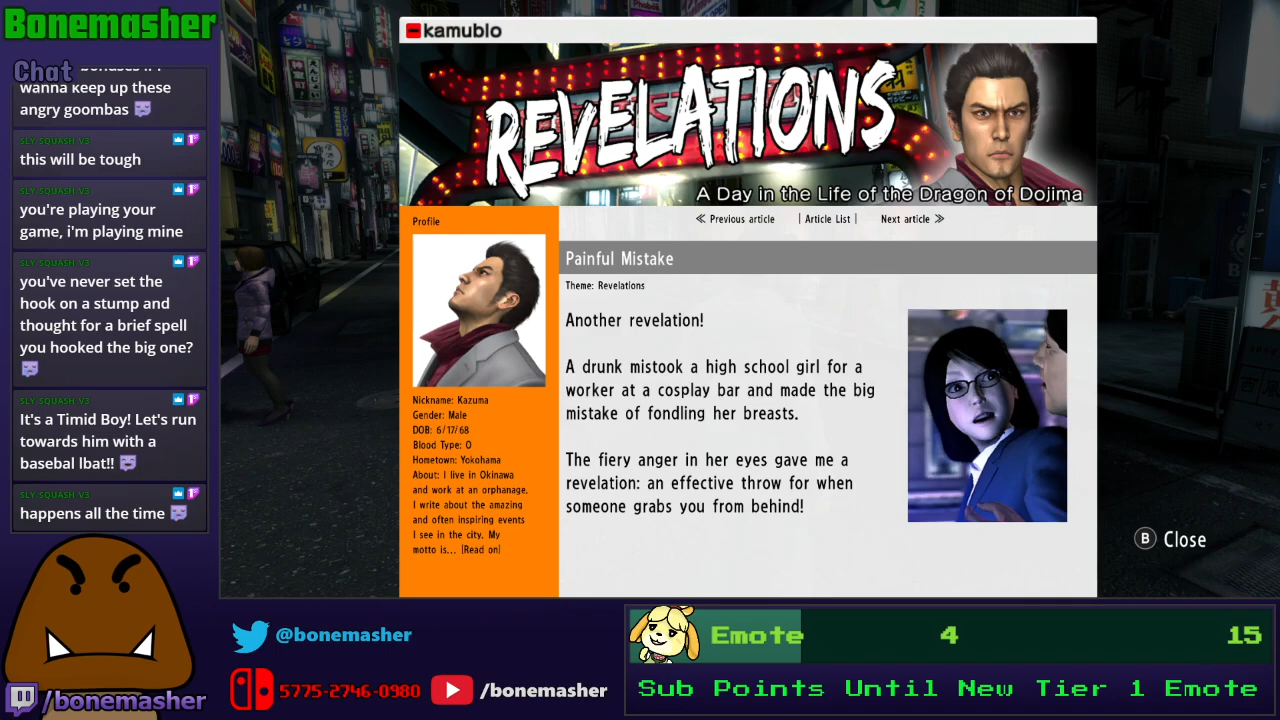 Bonemasher
Chat
wanna keep up these
angry goombas
SLY SQUASH V3
this will be tough
SLY SQUASH V3
you're playing your
game, i'm playing mine
SLY SQUASH V3
you've never set the
hook on a stump and
thought for a brief spell
you hooked the big one?
SLY SQUASH V3
It's a Timid Boy! Let's run
towards him with a
basebal lbat!!
SLY SQUASH V3
happens all the time
kamublo
REVELATIONS
A Day in the Life of the Dragon of Dojima
≪ Previous article | Article List | Next article ≫
Profile
Nickname: Kazuma
Gender: Male
DOB: 6/17/68
Blood Type: O
Hometown: Yokohama
About: I live in Okinawa
and work at an orphanage.
I write about the amazing
and often inspiring events
I see in the city. My
motto is... [Read on]
Painful Mistake
Theme: Revelations
Another revelation!
A drunk mistook a high school girl for a
worker at a cosplay bar and made the big
mistake of fondling her breasts.
The fiery anger in her eyes gave me a
revelation: an effective throw for when
someone grabs you from behind!
B Close
/bonemasher
@bonemasher
5775-2746-0980
/bonemasher
Emote 4 15
Sub Points Until New Tier 1 Emote